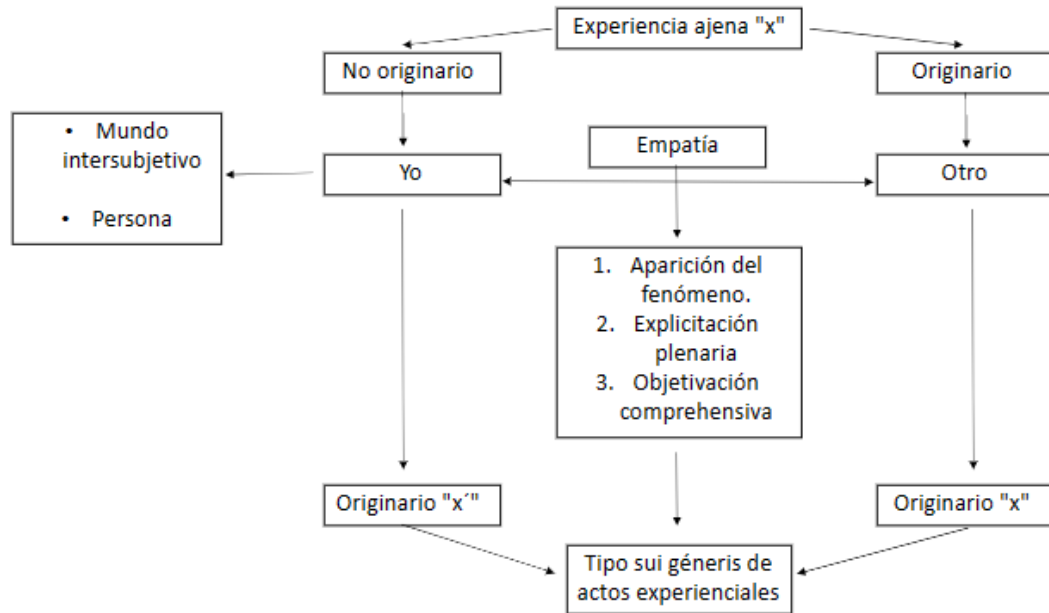 Experiencia ajena "x"
No originario
Originario
• Mundo
intersubjetivo
• Persona
Empatía
Yo
Otro
1. Aparición del
fenómeno.
2. Explicitación
plenaria
3. Objetivación
comprehensiva
Originario "x´"
Originario "x"
Tipo sui géneris de
actos experienciales